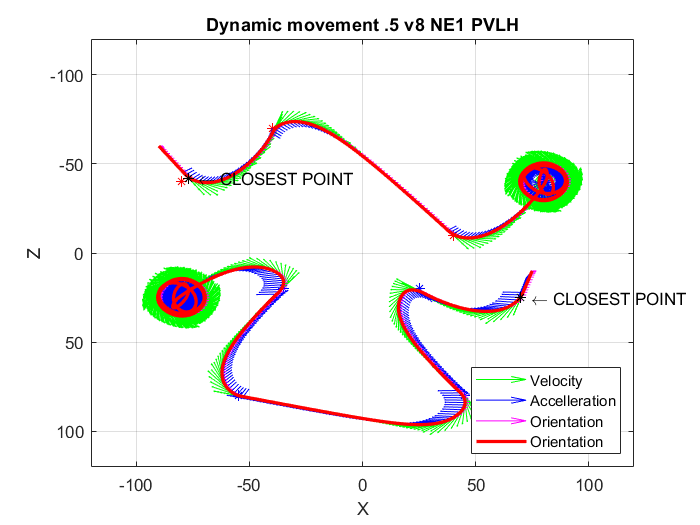 Dynamic movement .5 v8 NE1 PVLH
-100
-50
CLOSEST POINT
Z
0
← CLOSEST POINT
50
Velocity
Accelleration
Orientation
Orientation
100
-100
-50
0
50
100
X